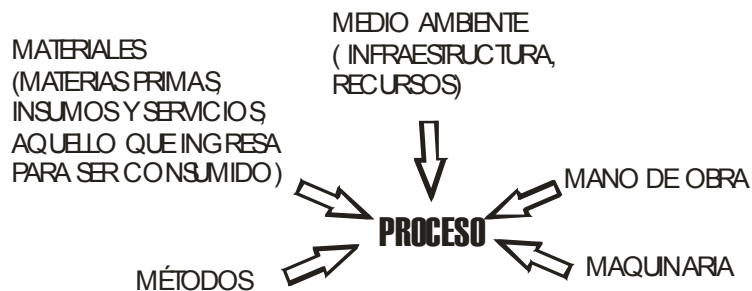 MATERIALES
(MATERIAS PRIMAS,
INSUMOS Y SERVICIOS,
AQUELLO QUE INGRESA
PARA SER CONSUMIDO)
MEDIO AMBIENTE
( INFRAESTRUCTURA,
RECURSOS)
MANO DE OBRA
PROCESO
MÉTODOS
MAQUINARIA